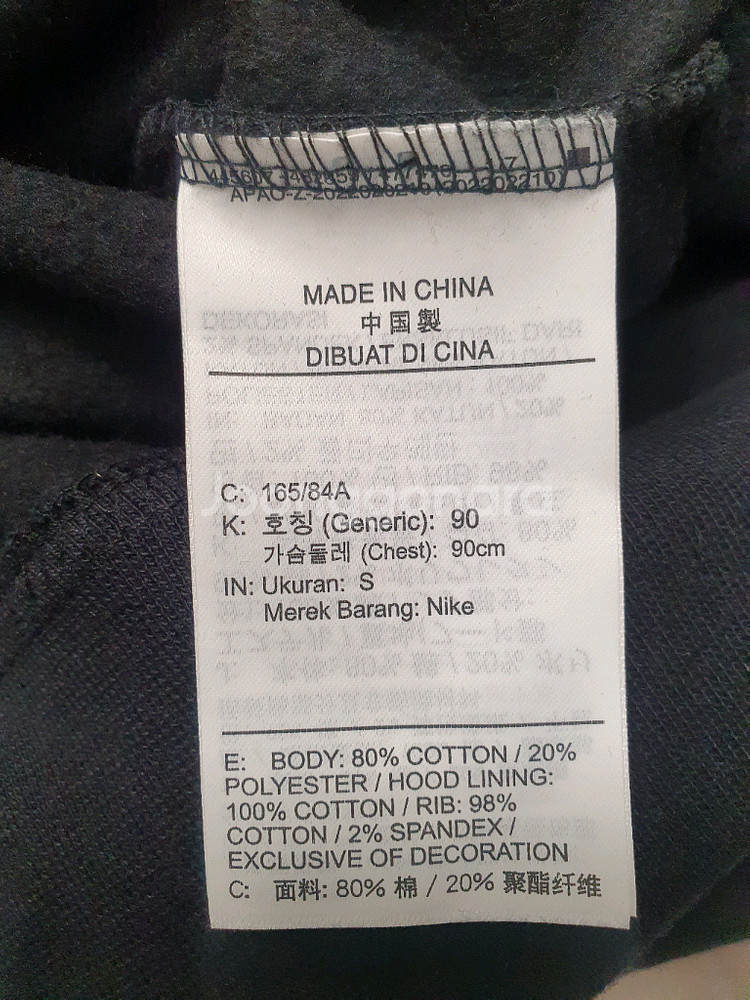 MADE IN CHINA
中国製
DIBUAT DI CINA
C: 165/84A
K: 호칭 (Generic): 90
가슴둘레 (Chest): 90cm
IN: Ukuran: S
Merek Barang: Nike
E: BODY: 80% COTTON / 20%
POLYESTER / HOOD LINING:
100% COTTON / RIB: 98%
COTTON / 2% SPANDEX /
EXCLUSIVE OF DECORATION
C: 面料: 80% 棉 / 20% 聚酯纤维